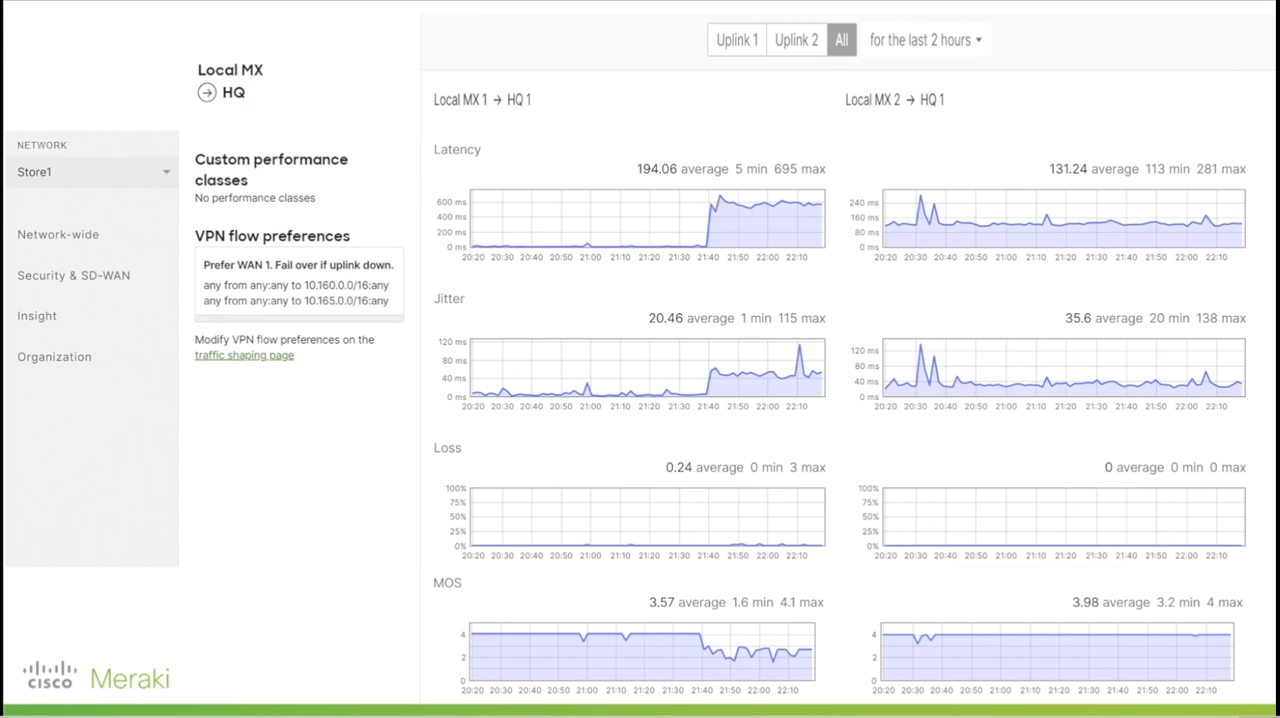 Uplink 1 Uplink 2 All for the last 2 hours
Local MX
HQ
NETWORK
Store1
Network-wide
Security & SD-WAN
Insight
Organization
Custom performance
classes
No performance classes
VPN flow preferences
Prefer WAN 1. Fail over if uplink down.
any from any:any to 10.160.0.0/16:any
any from any:any to 10.165.0.0/16:any
Modify VPN flow preferences on the
traffic shaping page
Local MX 1 → HQ 1
Latency
194.06 average 5 min 695 max
600 ms
400 ms
200 ms
0 ms
20:20 20:30 20:40 20:50 21:00 21:10 21:20 21:30 21:40 21:50 22:00 22:10
Jitter
20.46 average 1 min 115 max
120 ms
80 ms
40 ms
0 ms
20:20 20:30 20:40 20:50 21:00 21:10 21:20 21:30 21:40 21:50 22:00 22:10
Loss
0.24 average 0 min 3 max
100%
75%
50%
25%
0%
20:20 20:30 20:40 20:50 21:00 21:10 21:20 21:30 21:40 21:50 22:00 22:10
MOS
3.57 average 1.6 min 4.1 max
4
2
0
20:20 20:30 20:40 20:50 21:00 21:10 21:20 21:30 21:40 21:50 22:00 22:10
Local MX 2 → HQ 1
131.24 average 113 min 281 max
240 ms
160 ms
80 ms
0 ms
20:20 20:30 20:40 20:50 21:00 21:10 21:20 21:30 21:40 21:50 22:00 22:10
35.6 average 20 min 138 max
120 ms
80 ms
40 ms
0 ms
20:20 20:30 20:40 20:50 21:00 21:10 21:20 21:30 21:40 21:50 22:00 22:10
0 average 0 min 0 max
100%
75%
50%
25%
0%
20:20 20:30 20:40 20:50 21:00 21:10 21:20 21:30 21:40 21:50 22:00 22:10
3.98 average 3.2 min 4 max
4
2
0
20:20 20:30 20:40 20:50 21:00 21:10 21:20 21:30 21:40 21:50 22:00 22:10
CISCO Meraki